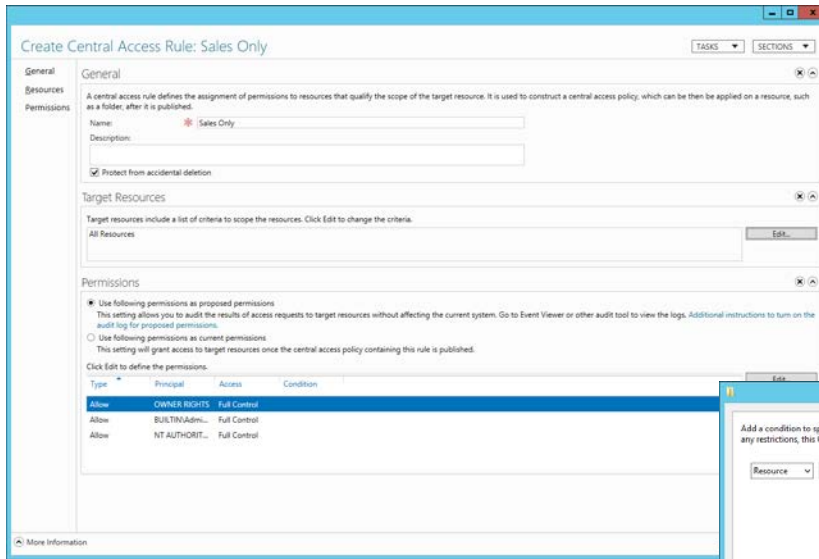 Create Central Access Rule: Sales Only
TASKS
SECTIONS
General
Resources
Permissions
General
A central access rule defines the assignment of permissions to resources that qualify the scope of the target resource. It is used to construct a central access policy, which can be then be applied on a resource, such
as a folder, after it is published.
Name: * Sales Only
Description:
Protect from accidental deletion
Target Resources
Target resources include a list of criteria to scope the resources. Click Edit to change the criteria.
All Resources
Edit...
Permissions
Use following permissions as proposed permissions
This setting allows you to audit the results of access requests to target resources without affecting the current system. Go to Event Viewer or other audit tool to view the logs. Additional instructions to turn on the
audit log for proposed permissions.
Use following permissions as current permissions
This setting will grant access to target resources once the central access policy containing this rule is published.
Click Edit to define the permissions.
Edit...
Type Principal Access Condition
Allow OWNER RIGHTS Full Control
Allow BUILTIN\Admi... Full Control
Allow NT AUTHORIT... Full Control
Add a condition to sp
any restrictions, this
Resource
More Information